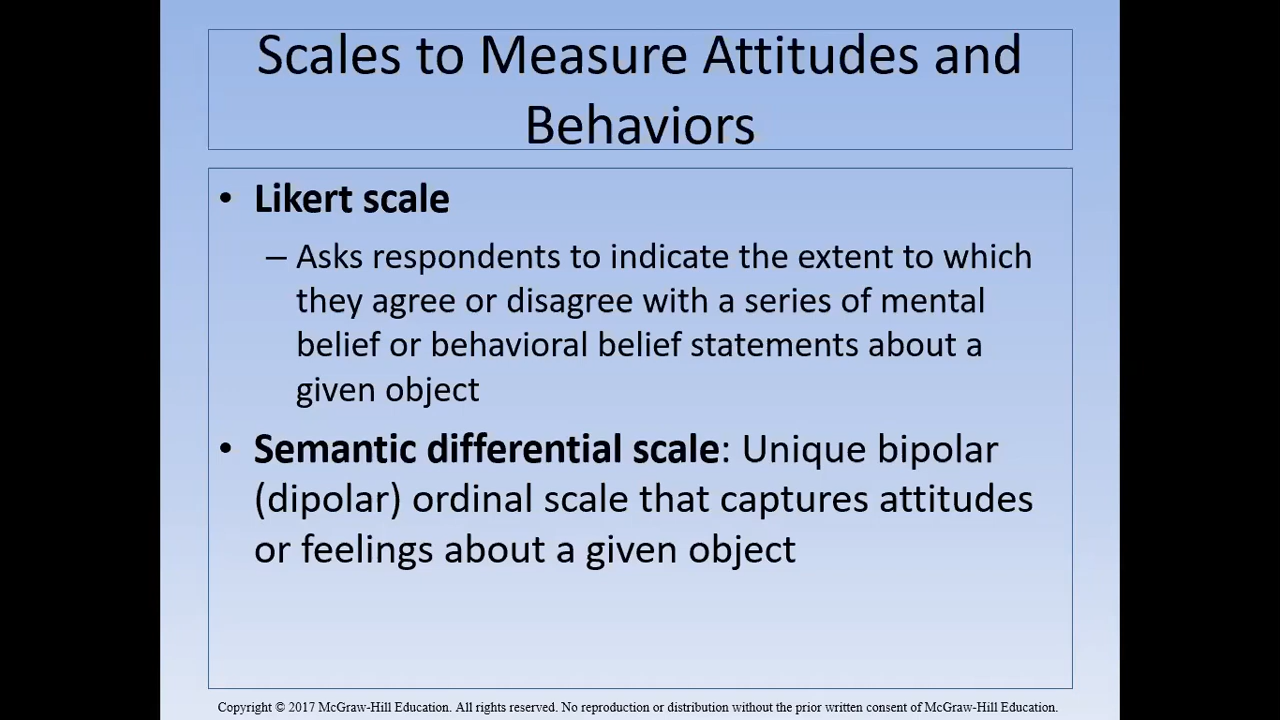 Scales to Measure Attitudes and
Behaviors
• Likert scale
– Asks respondents to indicate the extent to which
they agree or disagree with a series of mental
belief or behavioral belief statements about a
given object
• Semantic differential scale: Unique bipolar
(dipolar) ordinal scale that captures attitudes
or feelings about a given object
Copyright © 2017 McGraw-Hill Education. All rights reserved. No reproduction or distribution without the prior written consent of McGraw-Hill Education.